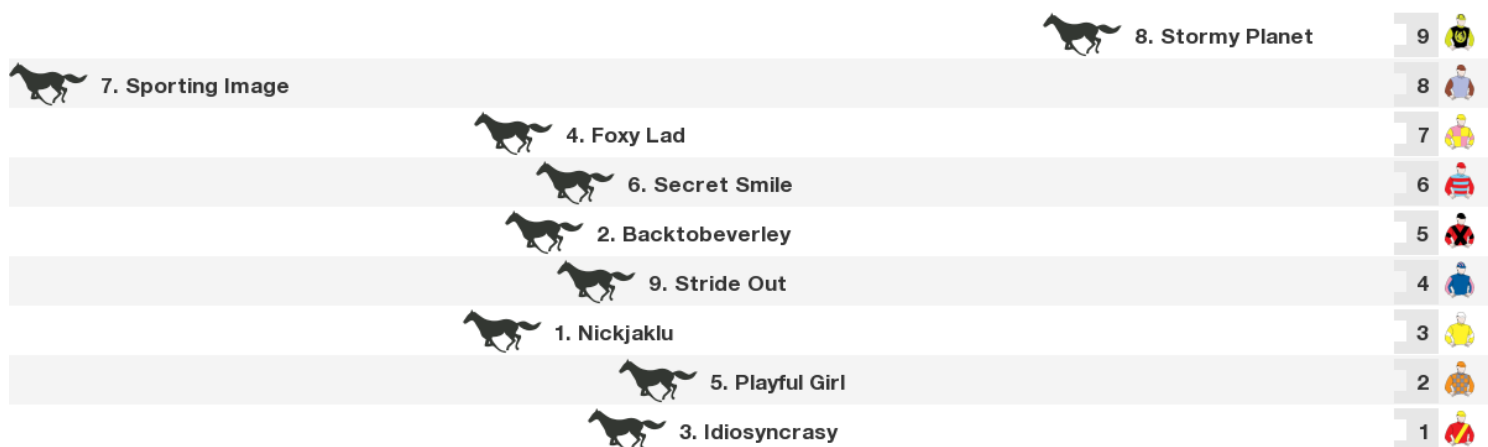 8. Stormy Planet 9
7. Sporting Image 8
4. Foxy Lad 7
6. Secret Smile 6
2. Backtobeverley 5
9. Stride Out 4
1. Nickjaklu 3
5. Playful Girl 2
3. Idiosyncrasy 1